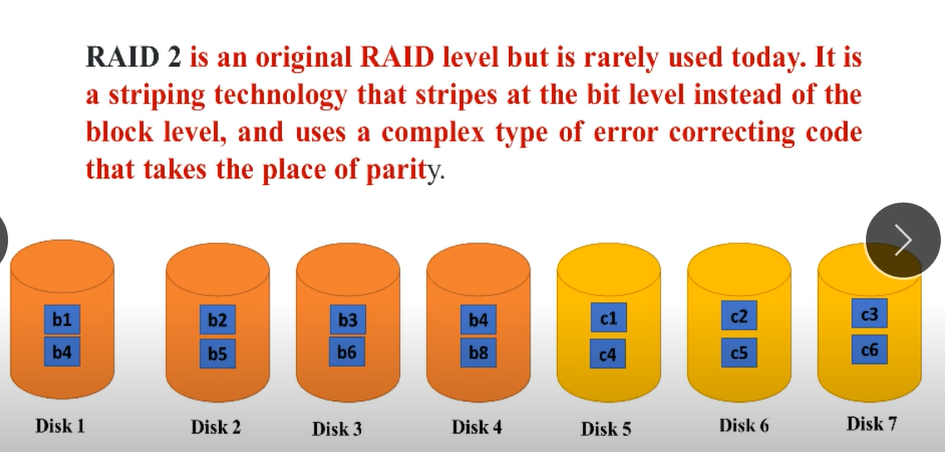 RAID 2 is an original RAID level but is rarely used today. It is
a striping technology that stripes at the bit level instead of the
block level, and uses a complex type of error correcting code
that takes the place of parity.
b1 b2 b3 b4 c1 c2 c3
b4 b5 b6 b8 c4 c5 c6
Disk 1 Disk 2 Disk 3 Disk 4 Disk 5 Disk 6 Disk 7